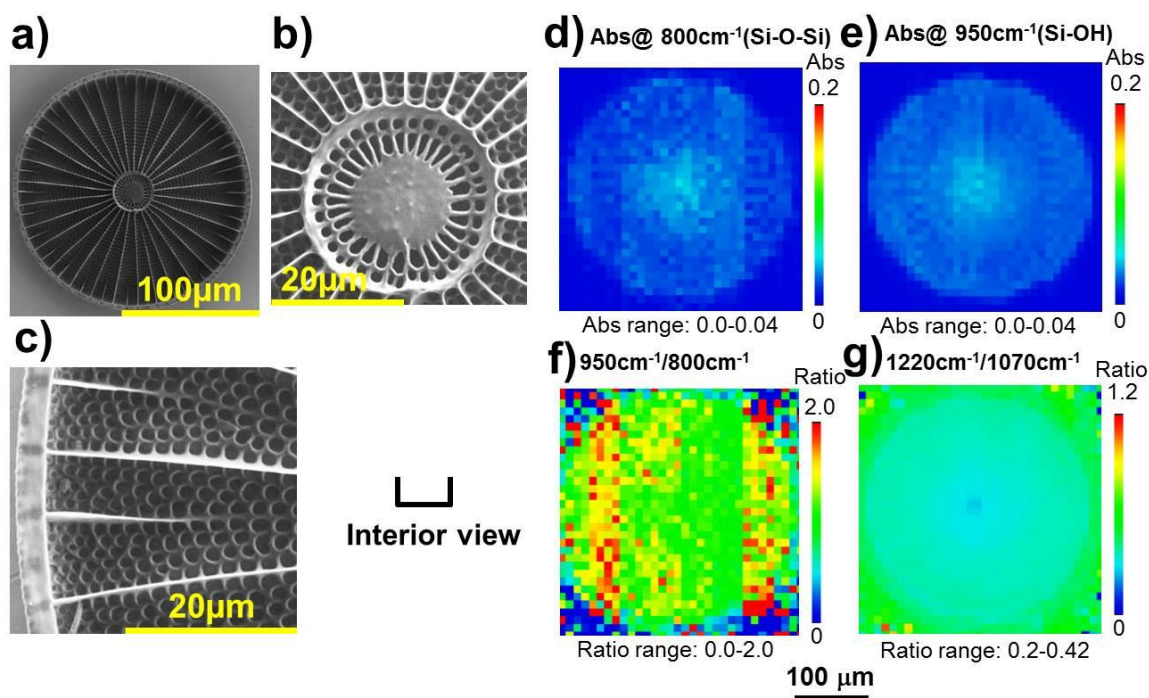 a)
100μm
b)
20μm
c)
20μm
Interior view
d) Abs@ 800cm⁻¹(Si-O-Si)
Abs
0.2
0
Abs range: 0.0-0.04
e) Abs@ 950cm⁻¹(Si-OH)
Abs
0.2
0
Abs range: 0.0-0.04
f) 950cm⁻¹/800cm⁻¹
Ratio
2.0
0
Ratio range: 0.0-2.0
g) 1220cm⁻¹/1070cm⁻¹
Ratio
1.2
0
Ratio range: 0.2-0.42
100 μm